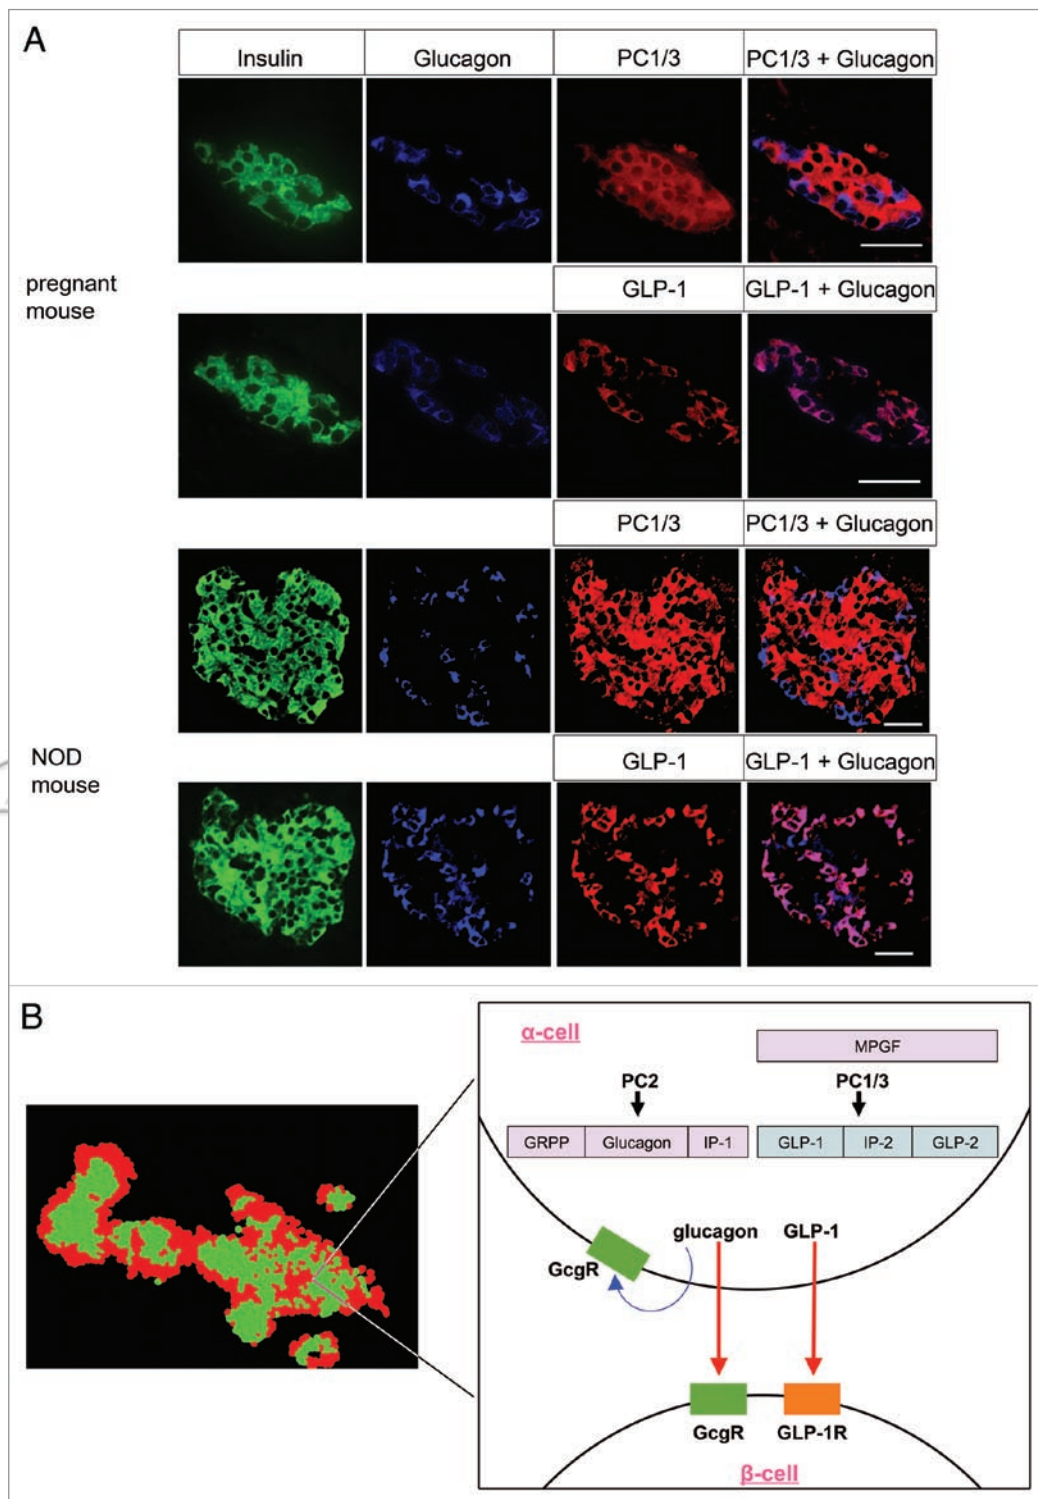 A
Insulin
Glucagon
PC1/3
PC1/3 + Glucagon
pregnant
mouse
GLP-1
GLP-1 + Glucagon
PC1/3
PC1/3 + Glucagon
NOD
mouse
GLP-1
GLP-1 + Glucagon
B
α-cell
MPGF
PC2
PC1/3
GRPP
Glucagon
IP-1
GLP-1
IP-2
GLP-2
glucagon
GLP-1
GcgR
GcgR
GLP-1R
β-cell